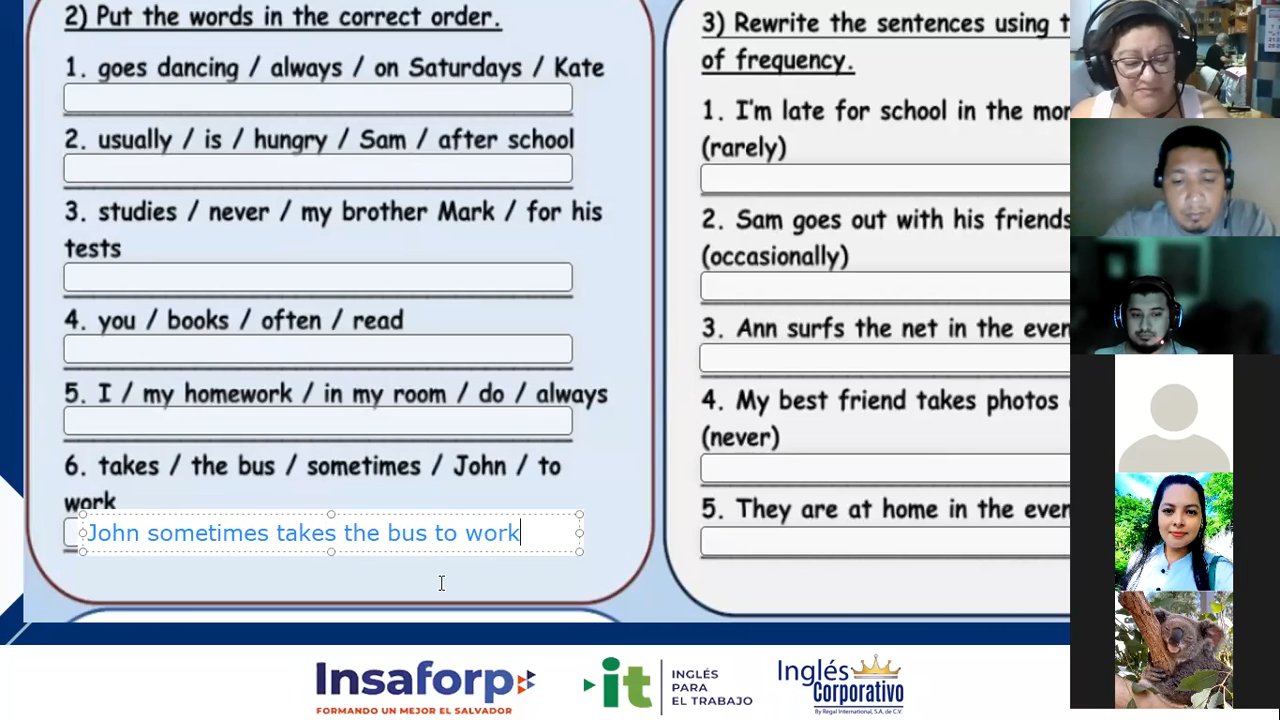 2) Put the words in the correct order.
1. goes dancing / always / on Saturdays / Kate
2. usually / is / hungry / Sam / after school
3. studies / never / my brother Mark / for his
tests
4. you / books / often / read
5. I / my homework / in my room / do / always
6. takes / the bus / sometimes / John / to
work
John sometimes takes the bus to work
3) Rewrite the sentences using
of frequency.
1. I'm late for school in the
(rarely)
2. Sam goes out with his friends
(occasionally)
3. Ann surfs the net in the
4. My best friend takes photos
(never)
5. They are at home in the
Insaforp
FORMANDO UN MEJOR EL SALVADOR
it
INGLÉS
PARA
EL TRABAJO
Inglés
Corporativo
By Regal International, S.A. de C.V.